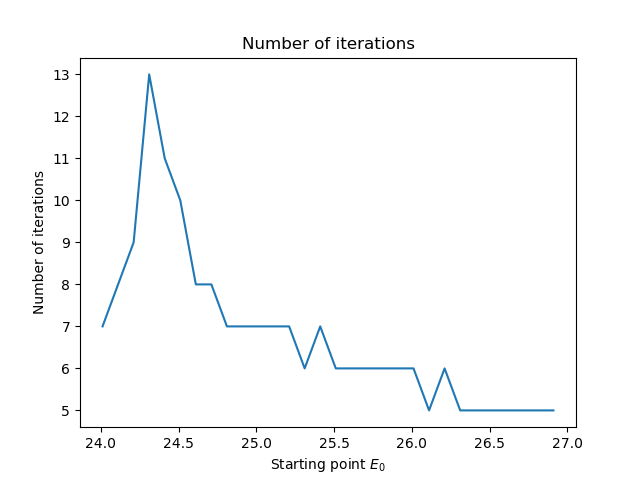 Number of iterations
13
12
11
10
9
8
7
6
5
Number of iterations
24.0 24.5 25.0 25.5 26.0 26.5 27.0
Starting point E₀